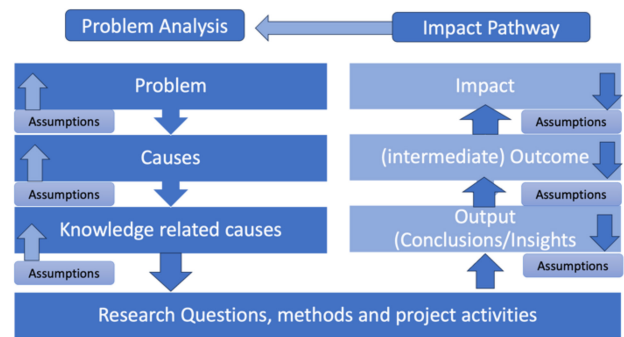 Problem Analysis
Impact Pathway
Problem
Assumptions
Causes
Assumptions
Knowledge related causes
Assumptions
Impact
Assumptions
(intermediate) Outcome
Assumptions
Output
(Conclusions/Insights
Assumptions
Research Questions, methods and project activities